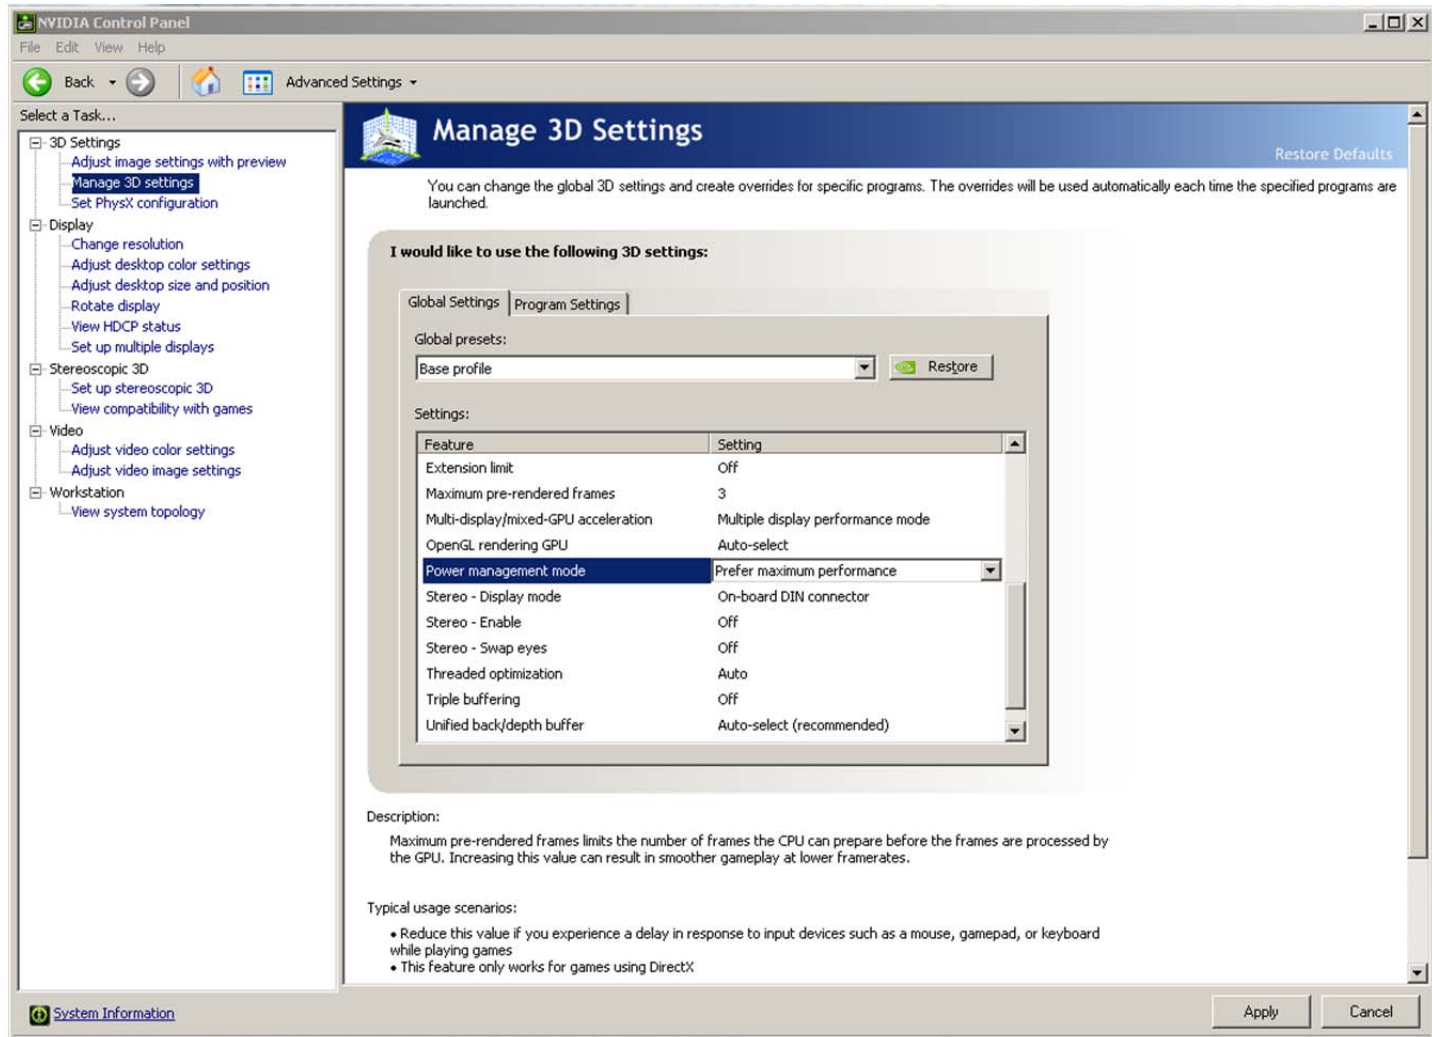 NVIDIA Control Panel
File Edit View Help
Back Advanced Settings
Select a Task...
3D Settings
Adjust image settings with preview
Manage 3D settings
Set PhysX configuration
Display
Change resolution
Adjust desktop color settings
Adjust desktop size and position
Rotate display
View HDCP status
Set up multiple displays
Stereoscopic 3D
Set up stereoscopic 3D
View compatibility with games
Video
Adjust video color settings
Adjust video image settings
Workstation
View system topology
Manage 3D Settings
Restore Defaults
You can change the global 3D settings and create overrides for specific programs. The overrides will be used automatically each time the specified programs are
launched.
I would like to use the following 3D settings:
Global Settings Program Settings
Global presets:
Base profile Restore
Settings:
Feature Setting
Extension limit Off
Maximum pre-rendered frames 3
Multi-display/mixed-GPU acceleration Multiple display performance mode
OpenGL rendering GPU Auto-select
Power management mode Prefer maximum performance
Stereo - Display mode On-board DIN connector
Stereo - Enable Off
Stereo - Swap eyes Off
Threaded optimization Auto
Triple buffering Off
Unified back/depth buffer Auto-select (recommended)
Description:
Maximum pre-rendered frames limits the number of frames the CPU can prepare before the frames are processed by
the GPU. Increasing this value can result in smoother gameplay at lower framerates.
Typical usage scenarios:
• Reduce this value if you experience a delay in response to input devices such as a mouse, gamepad, or keyboard
while playing games
• This feature only works for games using DirectX
System Information Apply Cancel